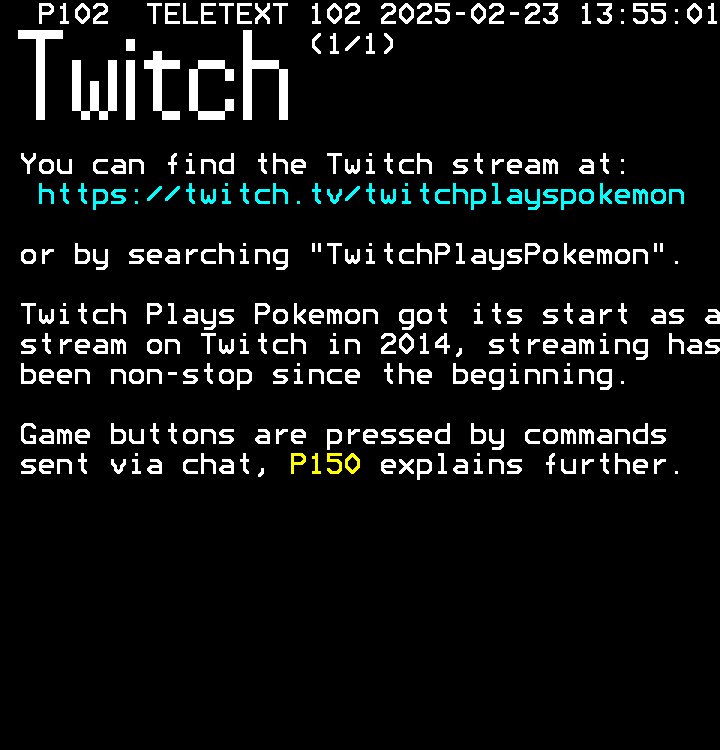 P102  TELETEXT 102 2025-02-23 13:55:01
(1/1)
Twitch
You can find the Twitch stream at:
https://twitch.tv/twitchplayspokemon
or by searching "TwitchPlaysPokemon".
Twitch Plays Pokemon got its start as a
stream on Twitch in 2014, streaming has
been non-stop since the beginning.
Game buttons are pressed by commands
sent via chat, P150 explains further.